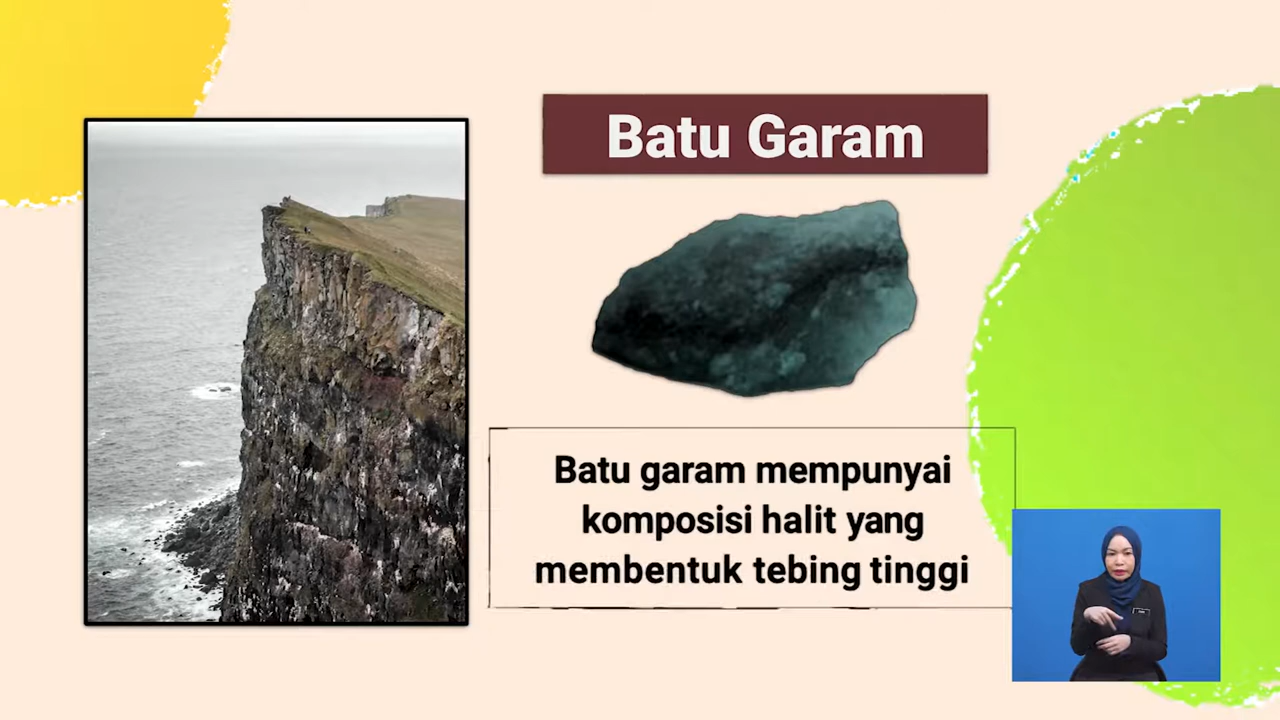 Batu Garam
Batu garam mempunyai
komposisi halit yang
membentuk tebing tinggi